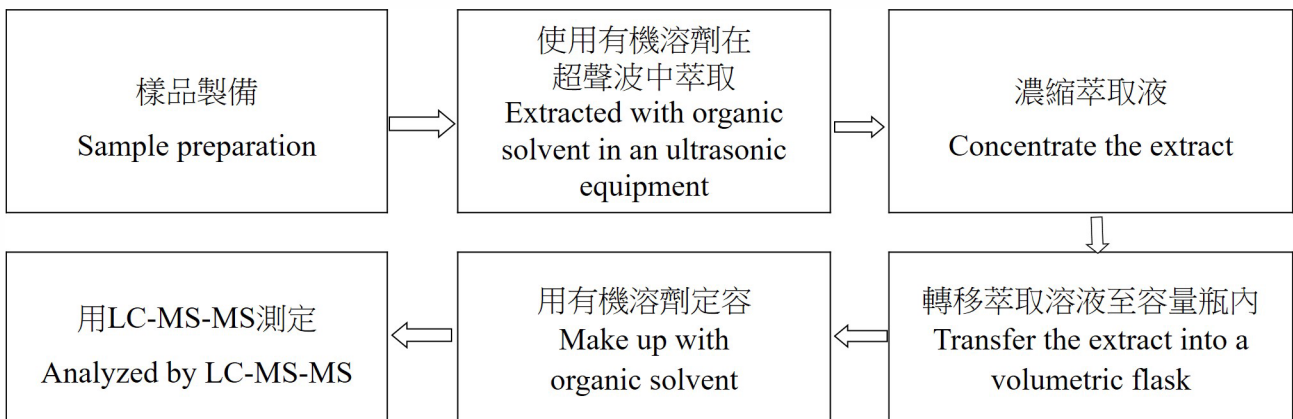 樣品製備
Sample preparation
使用有機溶劑在
超聲波中萃取
Extracted with organic
solvent in an ultrasonic
equipment
濃縮萃取液
Concentrate the extract
轉移萃取溶液至容量瓶內
Transfer the extract into a
volumetric flask
用有機溶劑定容
Make up with
organic solvent
用LC-MS-MS測定
Analyzed by LC-MS-MS